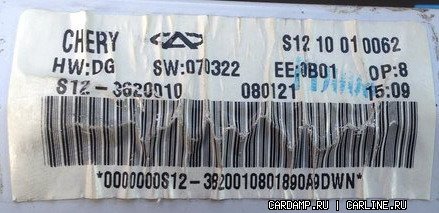 CHERY S12 10 01 0062
HW:DG SW:070322 EE:0B01 OP:8
S12-3620010 080121 15:09
*0000000S12-3820010801890A9DWN*
CARDAMP.RU | CARLINE.RU